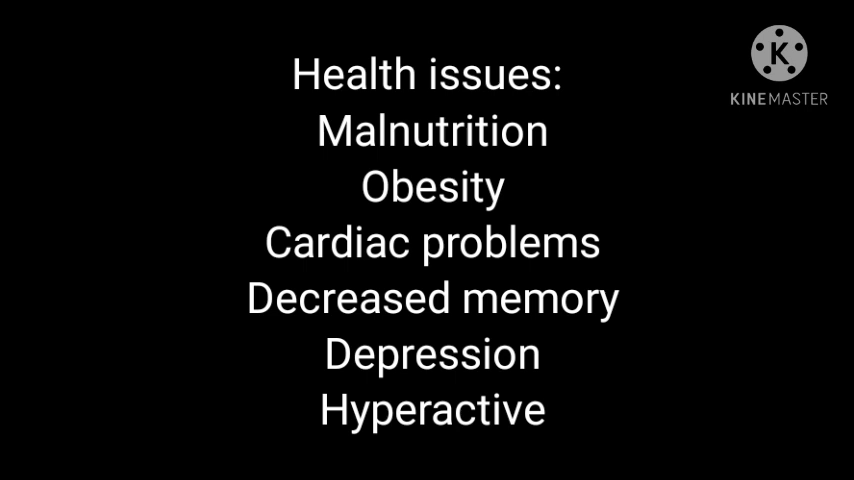 Health issues:
Malnutrition
Obesity
Cardiac problems
Decreased memory
Depression
Hyperactive
K
KINEMASTER